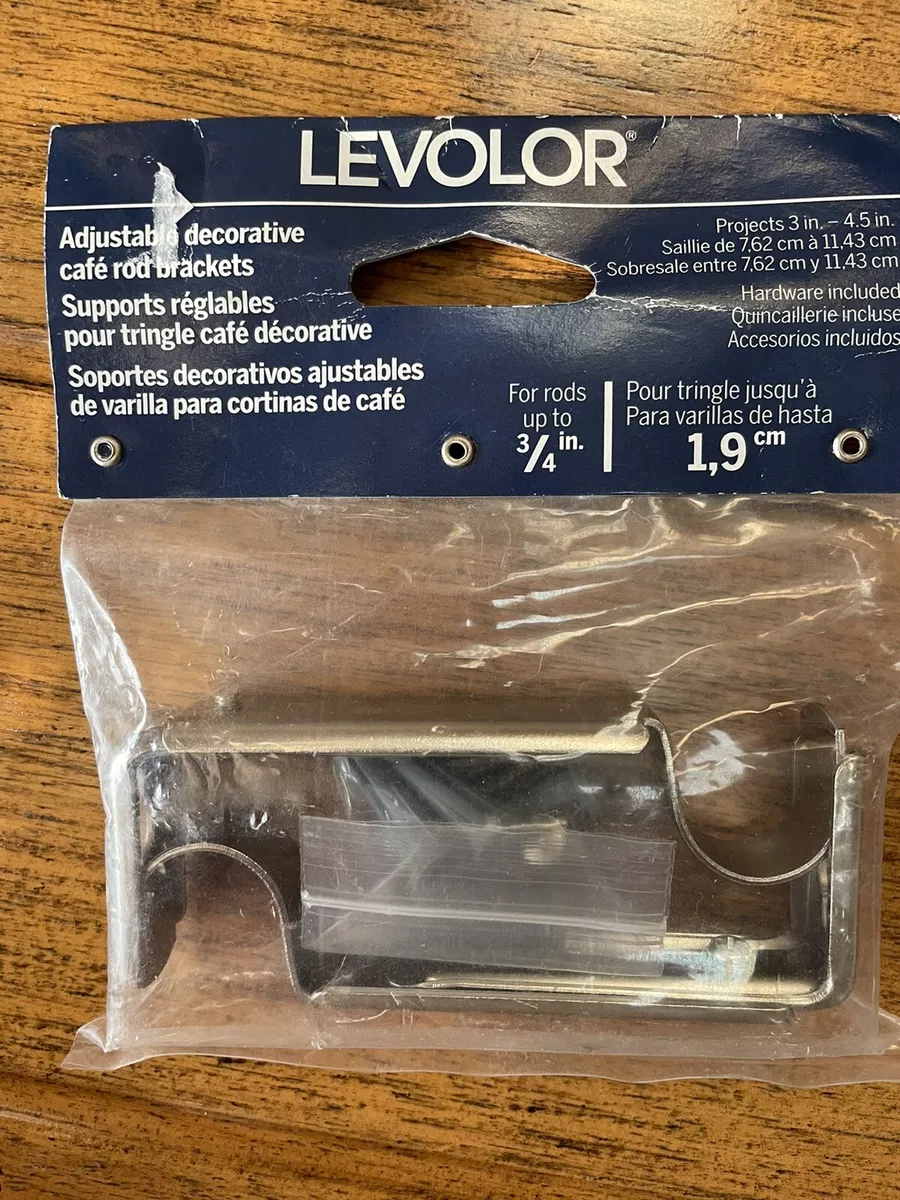 LEVOLOR®
Adjustable decorative
café rod brackets
Supports réglables
pour tringle café décorative
Soportes decorativos ajustables
de varilla para cortinas de café
Projects 3 in. – 4.5 in.
Saillie de 7,62 cm à 11,43 cm
Sobresale entre 7,62 cm y 11,43 cm
Hardware included
Quincaillerie incluse
Accesorios incluidos
For rods
up to
3/4 in.
Pour tringle jusqu'à
Para varillas de hasta
1,9 cm